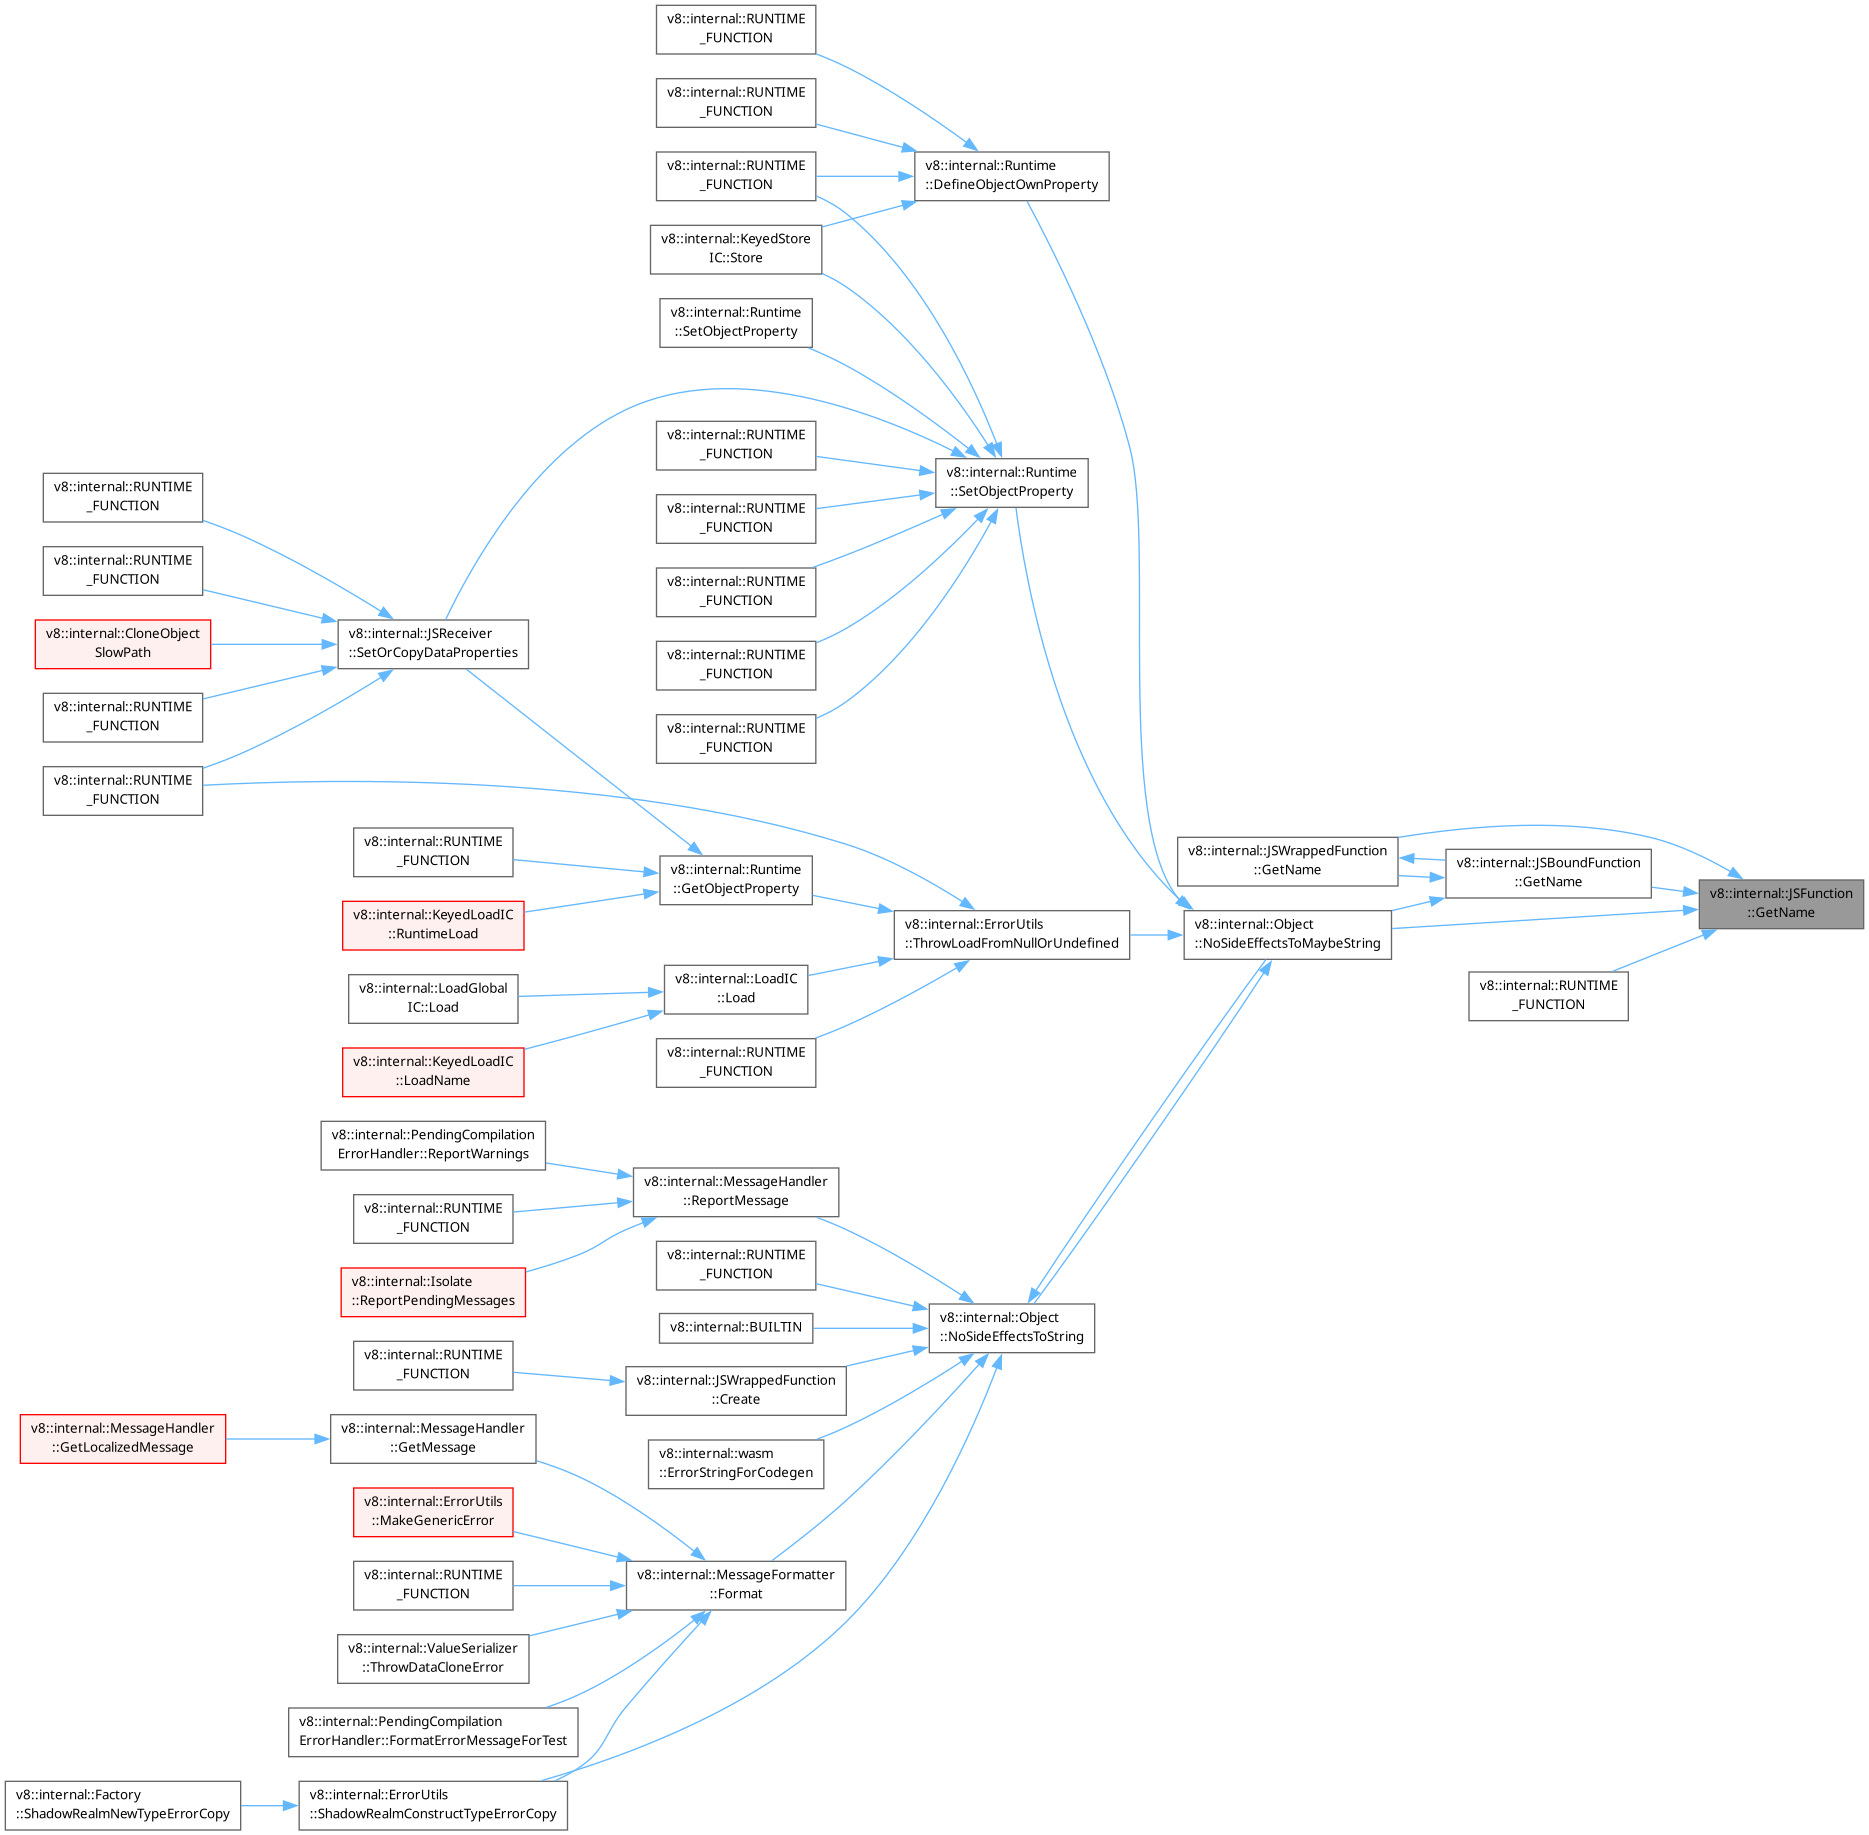 v8::internal::RUNTIME
_FUNCTION
v8::internal::RUNTIME
_FUNCTION
v8::internal::RUNTIME
_FUNCTION
v8::internal::Runtime
::DefineObjectOwnProperty
v8::internal::KeyedStore
IC::Store
v8::internal::Runtime
::SetObjectProperty
v8::internal::RUNTIME
_FUNCTION
v8::internal::Runtime
::SetObjectProperty
v8::internal::RUNTIME
_FUNCTION
v8::internal::RUNTIME
_FUNCTION
v8::internal::RUNTIME
_FUNCTION
v8::internal::RUNTIME
_FUNCTION
v8::internal::RUNTIME
_FUNCTION
v8::internal::RUNTIME
_FUNCTION
v8::internal::CloneObject
SlowPath
v8::internal::JSReceiver
::SetOrCopyDataProperties
v8::internal::RUNTIME
_FUNCTION
v8::internal::RUNTIME
_FUNCTION
v8::internal::RUNTIME
_FUNCTION
v8::internal::Runtime
::GetObjectProperty
v8::internal::JSWrappedFunction
::GetName
v8::internal::JSBoundFunction
::GetName
v8::internal::JSFunction
::GetName
v8::internal::KeyedLoadIC
::RuntimeLoad
v8::internal::ErrorUtils
::ThrowLoadFromNullOrUndefined
v8::internal::Object
::NoSideEffectsToMaybeString
v8::internal::LoadGlobal
IC::Load
v8::internal::LoadIC
::Load
v8::internal::RUNTIME
_FUNCTION
v8::internal::KeyedLoadIC
::LoadName
v8::internal::RUNTIME
_FUNCTION
v8::internal::PendingCompilation
ErrorHandler::ReportWarnings
v8::internal::MessageHandler
::ReportMessage
v8::internal::RUNTIME
_FUNCTION
v8::internal::RUNTIME
_FUNCTION
v8::internal::Isolate
::ReportPendingMessages
v8::internal::BUILTIN
v8::internal::Object
::NoSideEffectsToString
v8::internal::RUNTIME
_FUNCTION
v8::internal::JSWrappedFunction
::Create
v8::internal::MessageHandler
::GetLocalizedMessage
v8::internal::MessageHandler
::GetMessage
v8::internal::wasm
::ErrorStringForCodegen
v8::internal::ErrorUtils
::MakeGenericError
v8::internal::RUNTIME
_FUNCTION
v8::internal::MessageFormatter
::Format
v8::internal::ValueSerializer
::ThrowDataCloneError
v8::internal::PendingCompilation
ErrorHandler::FormatErrorMessageForTest
v8::internal::Factory
::ShadowRealmNewTypeErrorCopy
v8::internal::ErrorUtils
::ShadowRealmConstructTypeErrorCopy